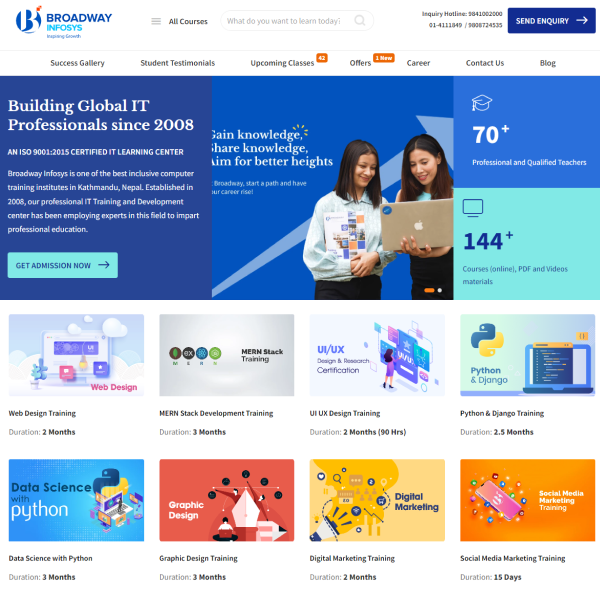 BROADWAY
INFOSYS
Inspiring Growth
All Courses
What do you want to learn today?
Inquiry Hotline: 9841002000
01-4111849 / 9808724535
SEND ENQUIRY
Success Gallery
Student Testimonials
Upcoming Classes
42
Offers
1 New
Career
Contact Us
Blog
Building Global IT
Professionals since 2008
AN ISO 9001:2015 CERTIFIED IT LEARNING CENTER
Broadway Infosys is one of the best inclusive computer
training institutes in Kathmandu, Nepal. Established in
2008, our professional IT Training and Development
center has been employing experts in this field to impart
professional education.
GET ADMISSION NOW
Gain knowledge,
Share knowledge,
Aim for better heights
Broadway, start a path and have
ur career rise!
70+
Professional and Qualified Teachers
144+
Courses (online), PDF and Videos
materials
Web Design
MERN Stack
Training
M E R N
UI/UX
Design & Research
Certification
Python
& Django
Web Design Training
MERN Stack Development Training
UI UX Design Training
Python & Django Training
Duration: 2 Months
Duration: 3 Months
Duration: 2 Months (90 Hrs)
Duration: 2.5 Months
Data Science
with
python
Graphic
Design
Digital
Marketing
Social Media
Marketing
Training
Data Science with Python
Graphic Design Training
Digital Marketing Training
Social Media Marketing Training
Duration: 3 Months
Duration: 3 Months
Duration: 2 Months
Duration: 15 Days